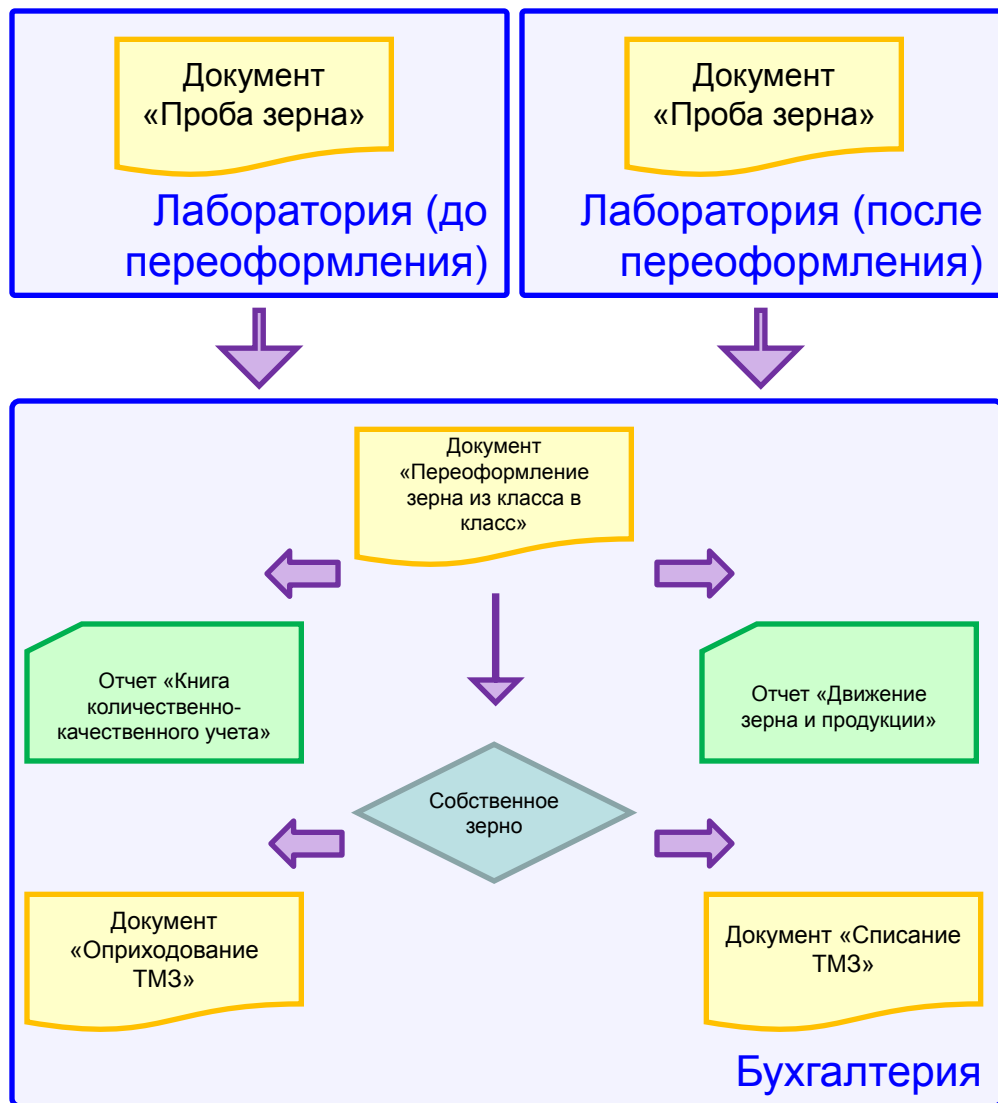 Документ
«Проба зерна»
Лаборатория (до
переоформления)
Документ
«Проба зерна»
Лаборатория (после
переоформления)
Документ
«Переоформление
зерна из класса в
класс»
Отчет «Книга
количественно-
качественного учета»
Отчет «Движение
зерна и продукции»
Собственное
зерно
Документ
«Оприходование
ТМЗ»
Документ «Списание
ТМЗ»
Бухгалтерия